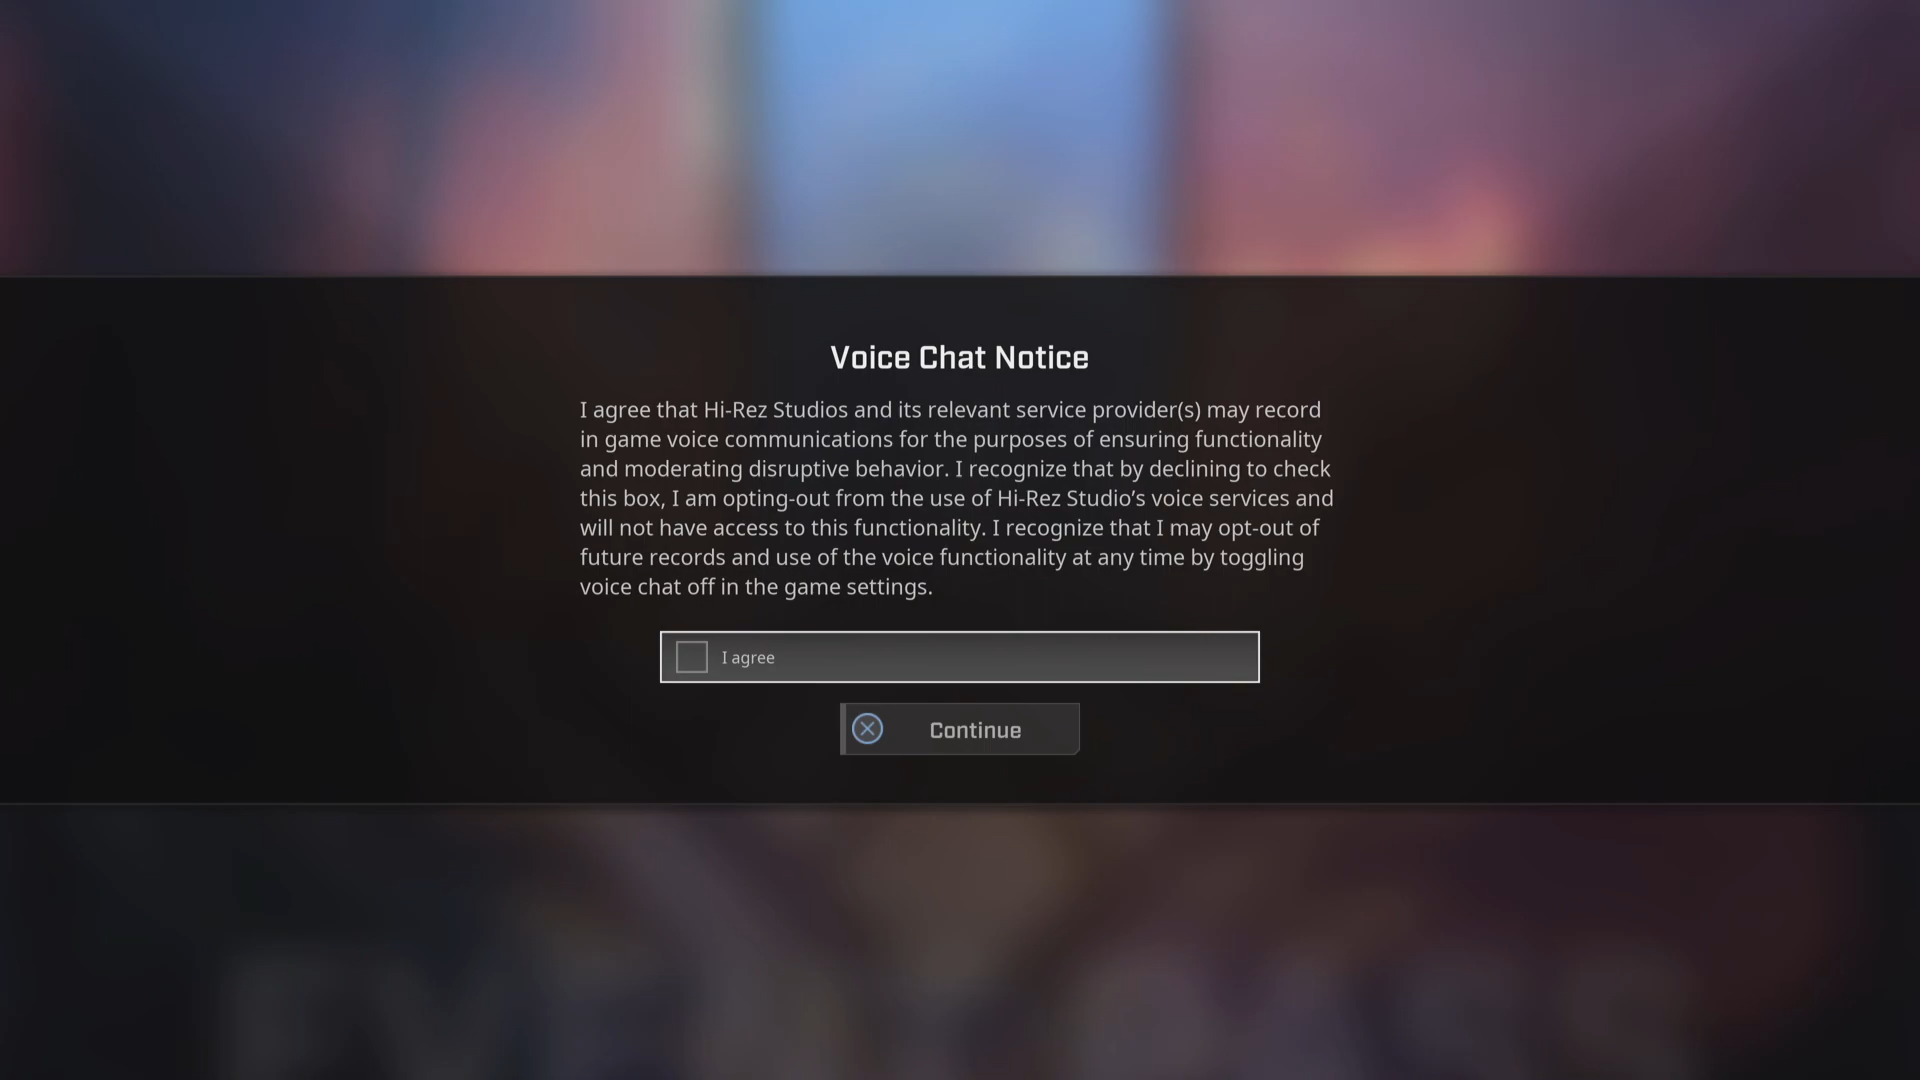 Voice Chat Notice
I agree that Hi-Rez Studios and its relevant service provider(s) may record
in game voice communications for the purposes of ensuring functionality
and moderating disruptive behavior. I recognize that by declining to check
this box, I am opting-out from the use of Hi-Rez Studio’s voice services and
will not have access to this functionality. I recognize that I may opt-out of
future records and use of the voice functionality at any time by toggling
voice chat off in the game settings.
I agree
Continue